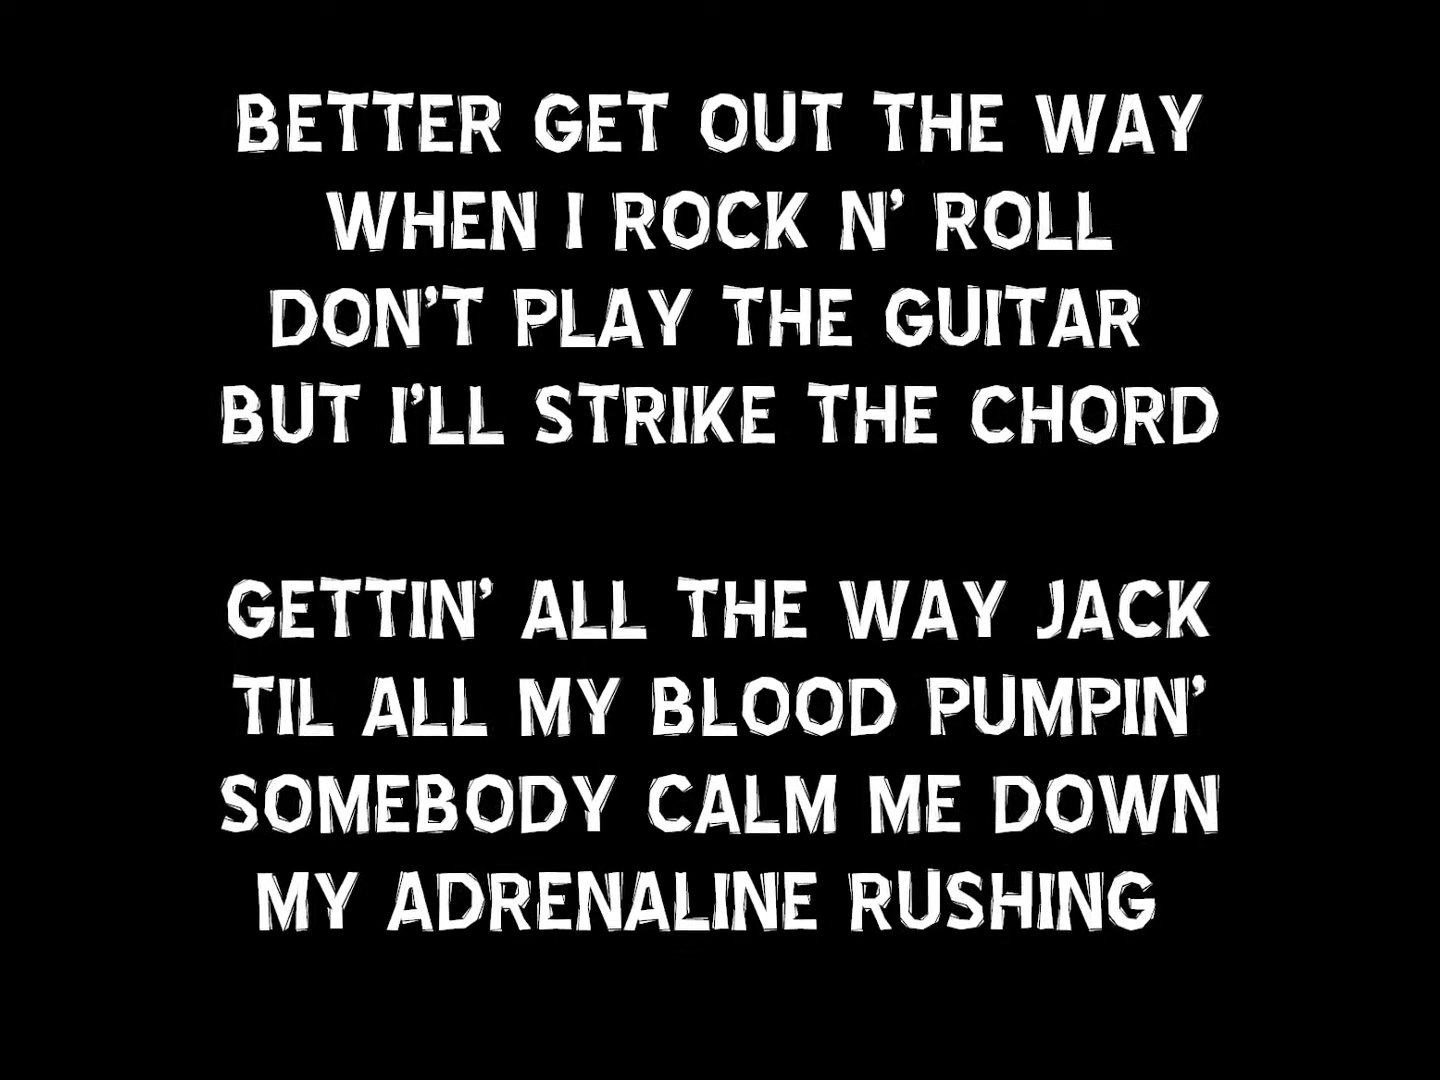 BETTER GET OUT THE WAY
WHEN I ROCK N' ROLL
DON'T PLAY THE GUITAR
BUT I'LL STRIKE THE CHORD
GETTIN' ALL THE WAY JACK
TIL ALL MY BLOOD PUMPIN'
SOMEBODY CALM ME DOWN
MY ADRENALINE RUSHING